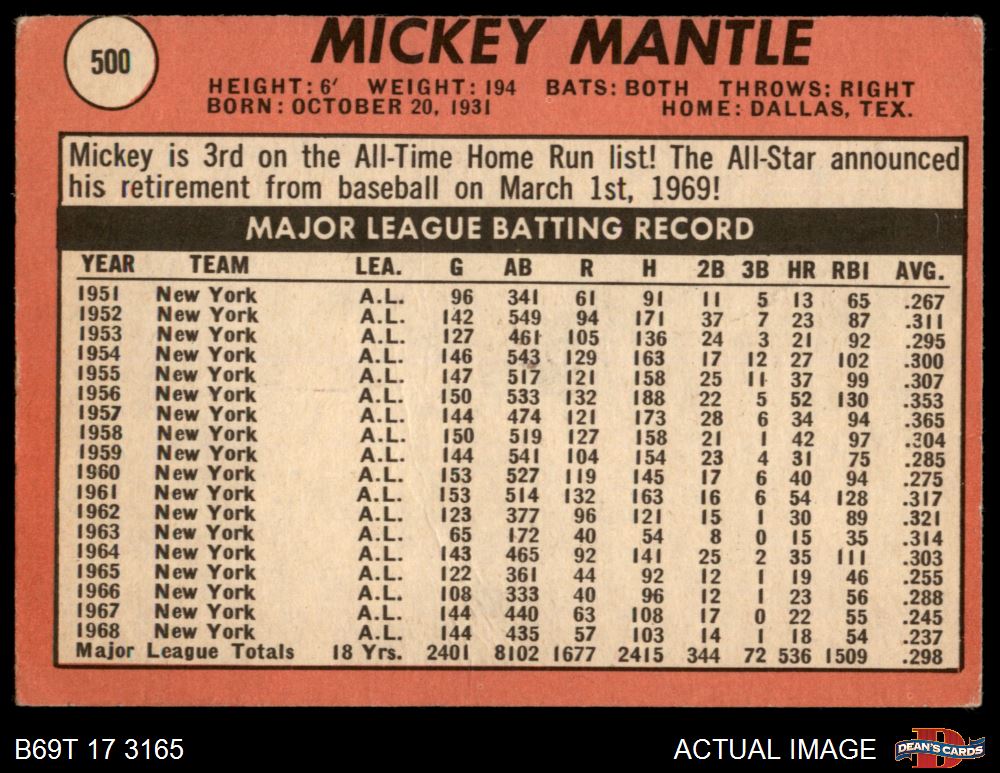 500
MICKEY MANTLE
HEIGHT: 6' WEIGHT: 194 BATS: BOTH THROWS: RIGHT
BORN: OCTOBER 20, 1931 HOME: DALLAS, TEX.
Mickey is 3rd on the All-Time Home Run list! The All-Star announced
his retirement from baseball on March 1st, 1969!
MAJOR LEAGUE BATTING RECORD
YEAR TEAM LEA. G AB R H 2B 3B HR RBI AVG.
1951 New York A.L. 96 341 61 91 11 5 13 65 .267
1952 New York A.L. 142 549 94 171 37 7 23 87 .311
1953 New York A.L. 127 461 105 136 24 3 21 92 .295
1954 New York A.L. 146 543 129 163 17 12 27 102 .300
1955 New York A.L. 147 517 121 158 25 11 37 99 .307
1956 New York A.L. 150 533 132 188 22 5 52 130 .353
1957 New York A.L. 144 474 121 173 28 6 34 94 .365
1958 New York A.L. 150 519 127 158 21 1 42 97 .304
1959 New York A.L. 144 541 104 154 23 4 31 75 .285
1960 New York A.L. 153 527 119 145 17 6 40 94 .275
1961 New York A.L. 153 514 132 163 16 6 54 128 .317
1962 New York A.L. 123 377 96 121 15 1 30 89 .321
1963 New York A.L. 65 172 40 54 8 0 15 35 .314
1964 New York A.L. 143 465 92 141 25 2 35 111 .303
1965 New York A.L. 122 361 44 92 12 1 19 46 .255
1966 New York A.L. 108 333 40 96 12 1 23 56 .288
1967 New York A.L. 144 440 63 108 17 0 22 55 .245
1968 New York A.L. 144 435 57 103 14 1 18 54 .237
Major League Totals 18 Yrs. 2401 8102 1677 2415 344 72 536 1509 .298
B69T 17 3165 ACTUAL IMAGE D DEAN'S CARDS